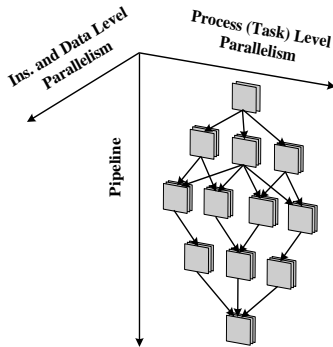 Ins. and Data Level
Parallelism
Process (Task) Level
Parallelism
Pipeline